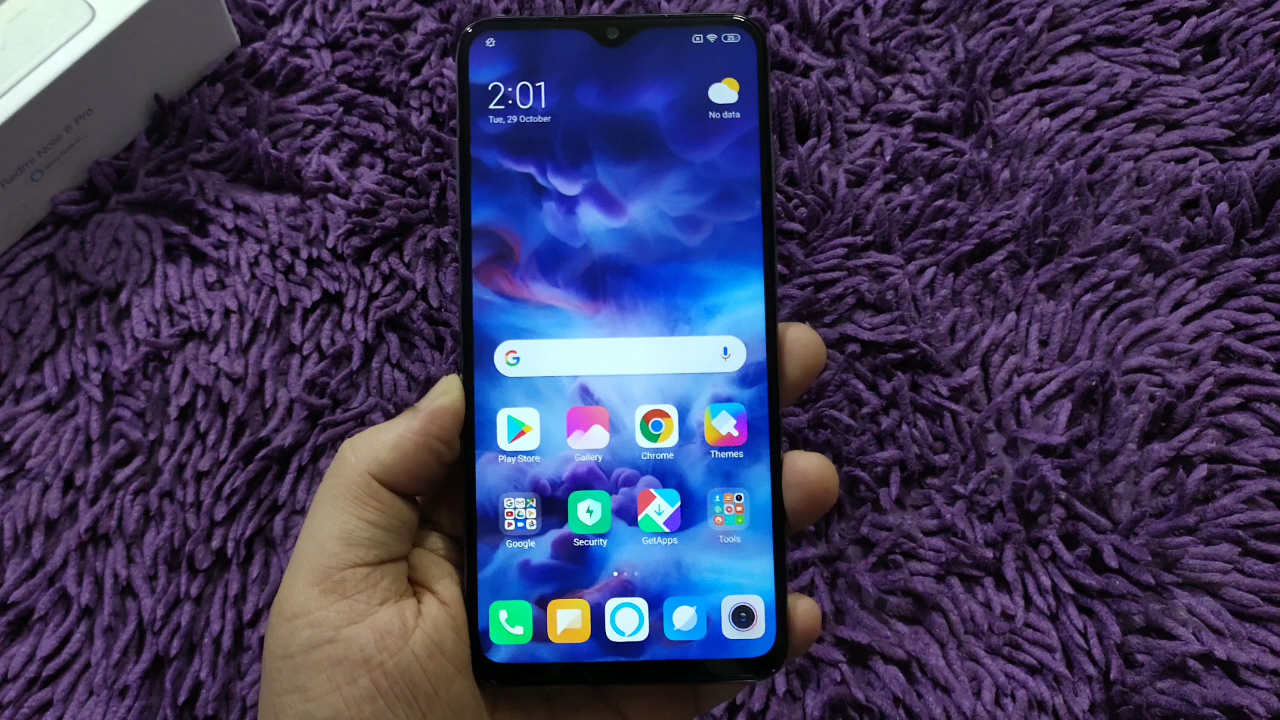 Redmi Note 8 Pro
2:01
Tue, 29 October
25
No data
G
Play Store
Gallery
Chrome
Themes
Google
Security
GetApps
Tools